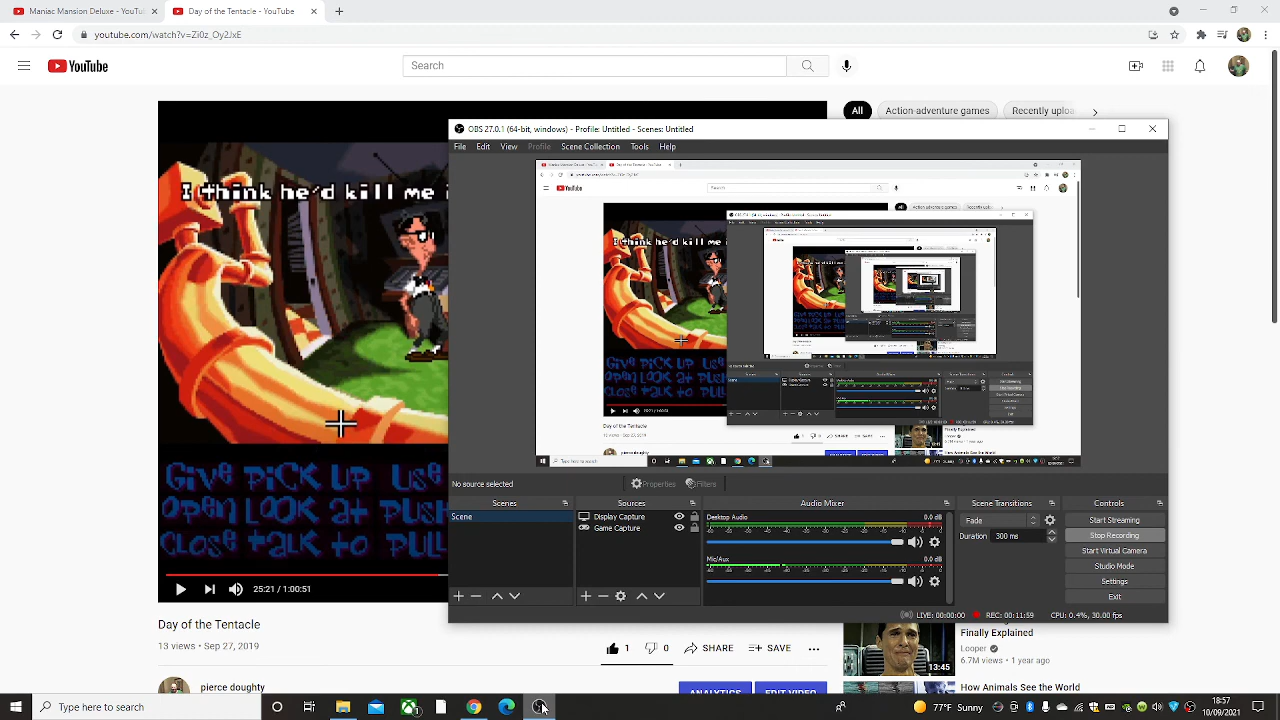 Maniac Mansion Deluxe - YouTub
Day of the Tentacle - YouTube
youtube.com/watch?v=Zi0z_Oy2JxE
YouTube
Search
All
Action-adventure games
Recently uploa
I think he'd kill me i
Give Pick up Use
Open Look at Push
Close Talk to Pull
25:21 / 1:00:51
Day of the Tentacle
13 views • Sep 27, 2019
1
0
SHARE
SAVE
pierce doughty
ANALYTICS
EDIT VIDEO
OBS 27.0.1 (64-bit, windows) - Profile: Untitled - Scenes: Untitled
File Edit View Profile Scene Collection Tools Help
No source selected
Properties
Filters
Scenes
Sources
Audio Mixer
Scene Transitions
Controls
Scene
Display Capture
Game Capture
Desktop Audio
0.0 dB
Mic/Aux
0.0 dB
Fade
Duration 300 ms
Start Streaming
Stop Recording
Start Virtual Camera
Studio Mode
Settings
Exit
LIVE: 00:00:00
REC: 00:11:59
CPU: 0.4%, 30.00 fps
13:45
Finally Explained
Looper
6.7M views • 1 year ago
How Animals See the World
Type here to search
77°F
18:57
10/09/2021